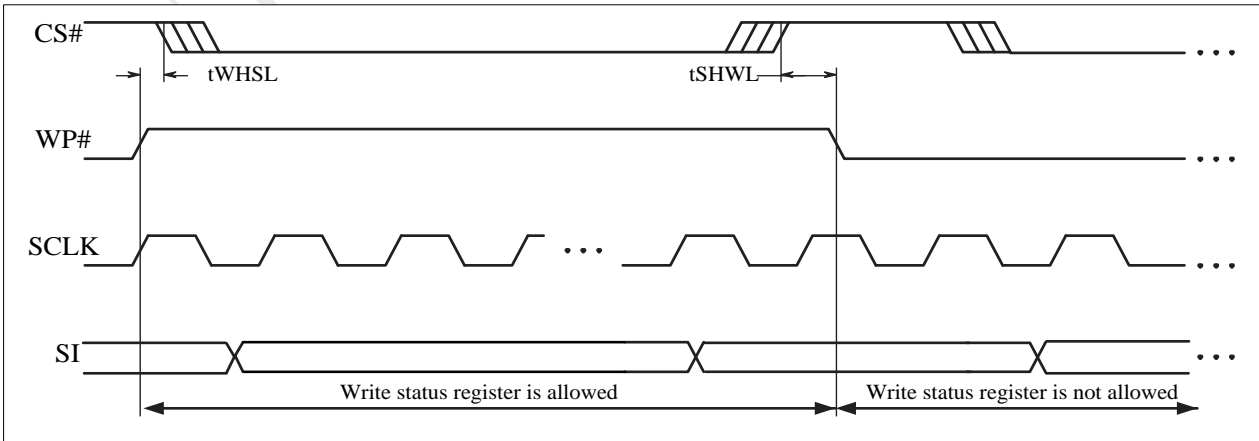 CS#
tWHSL
tSHWL
WP#
SCLK
SI
Write status register is allowed
Write status register is not allowed